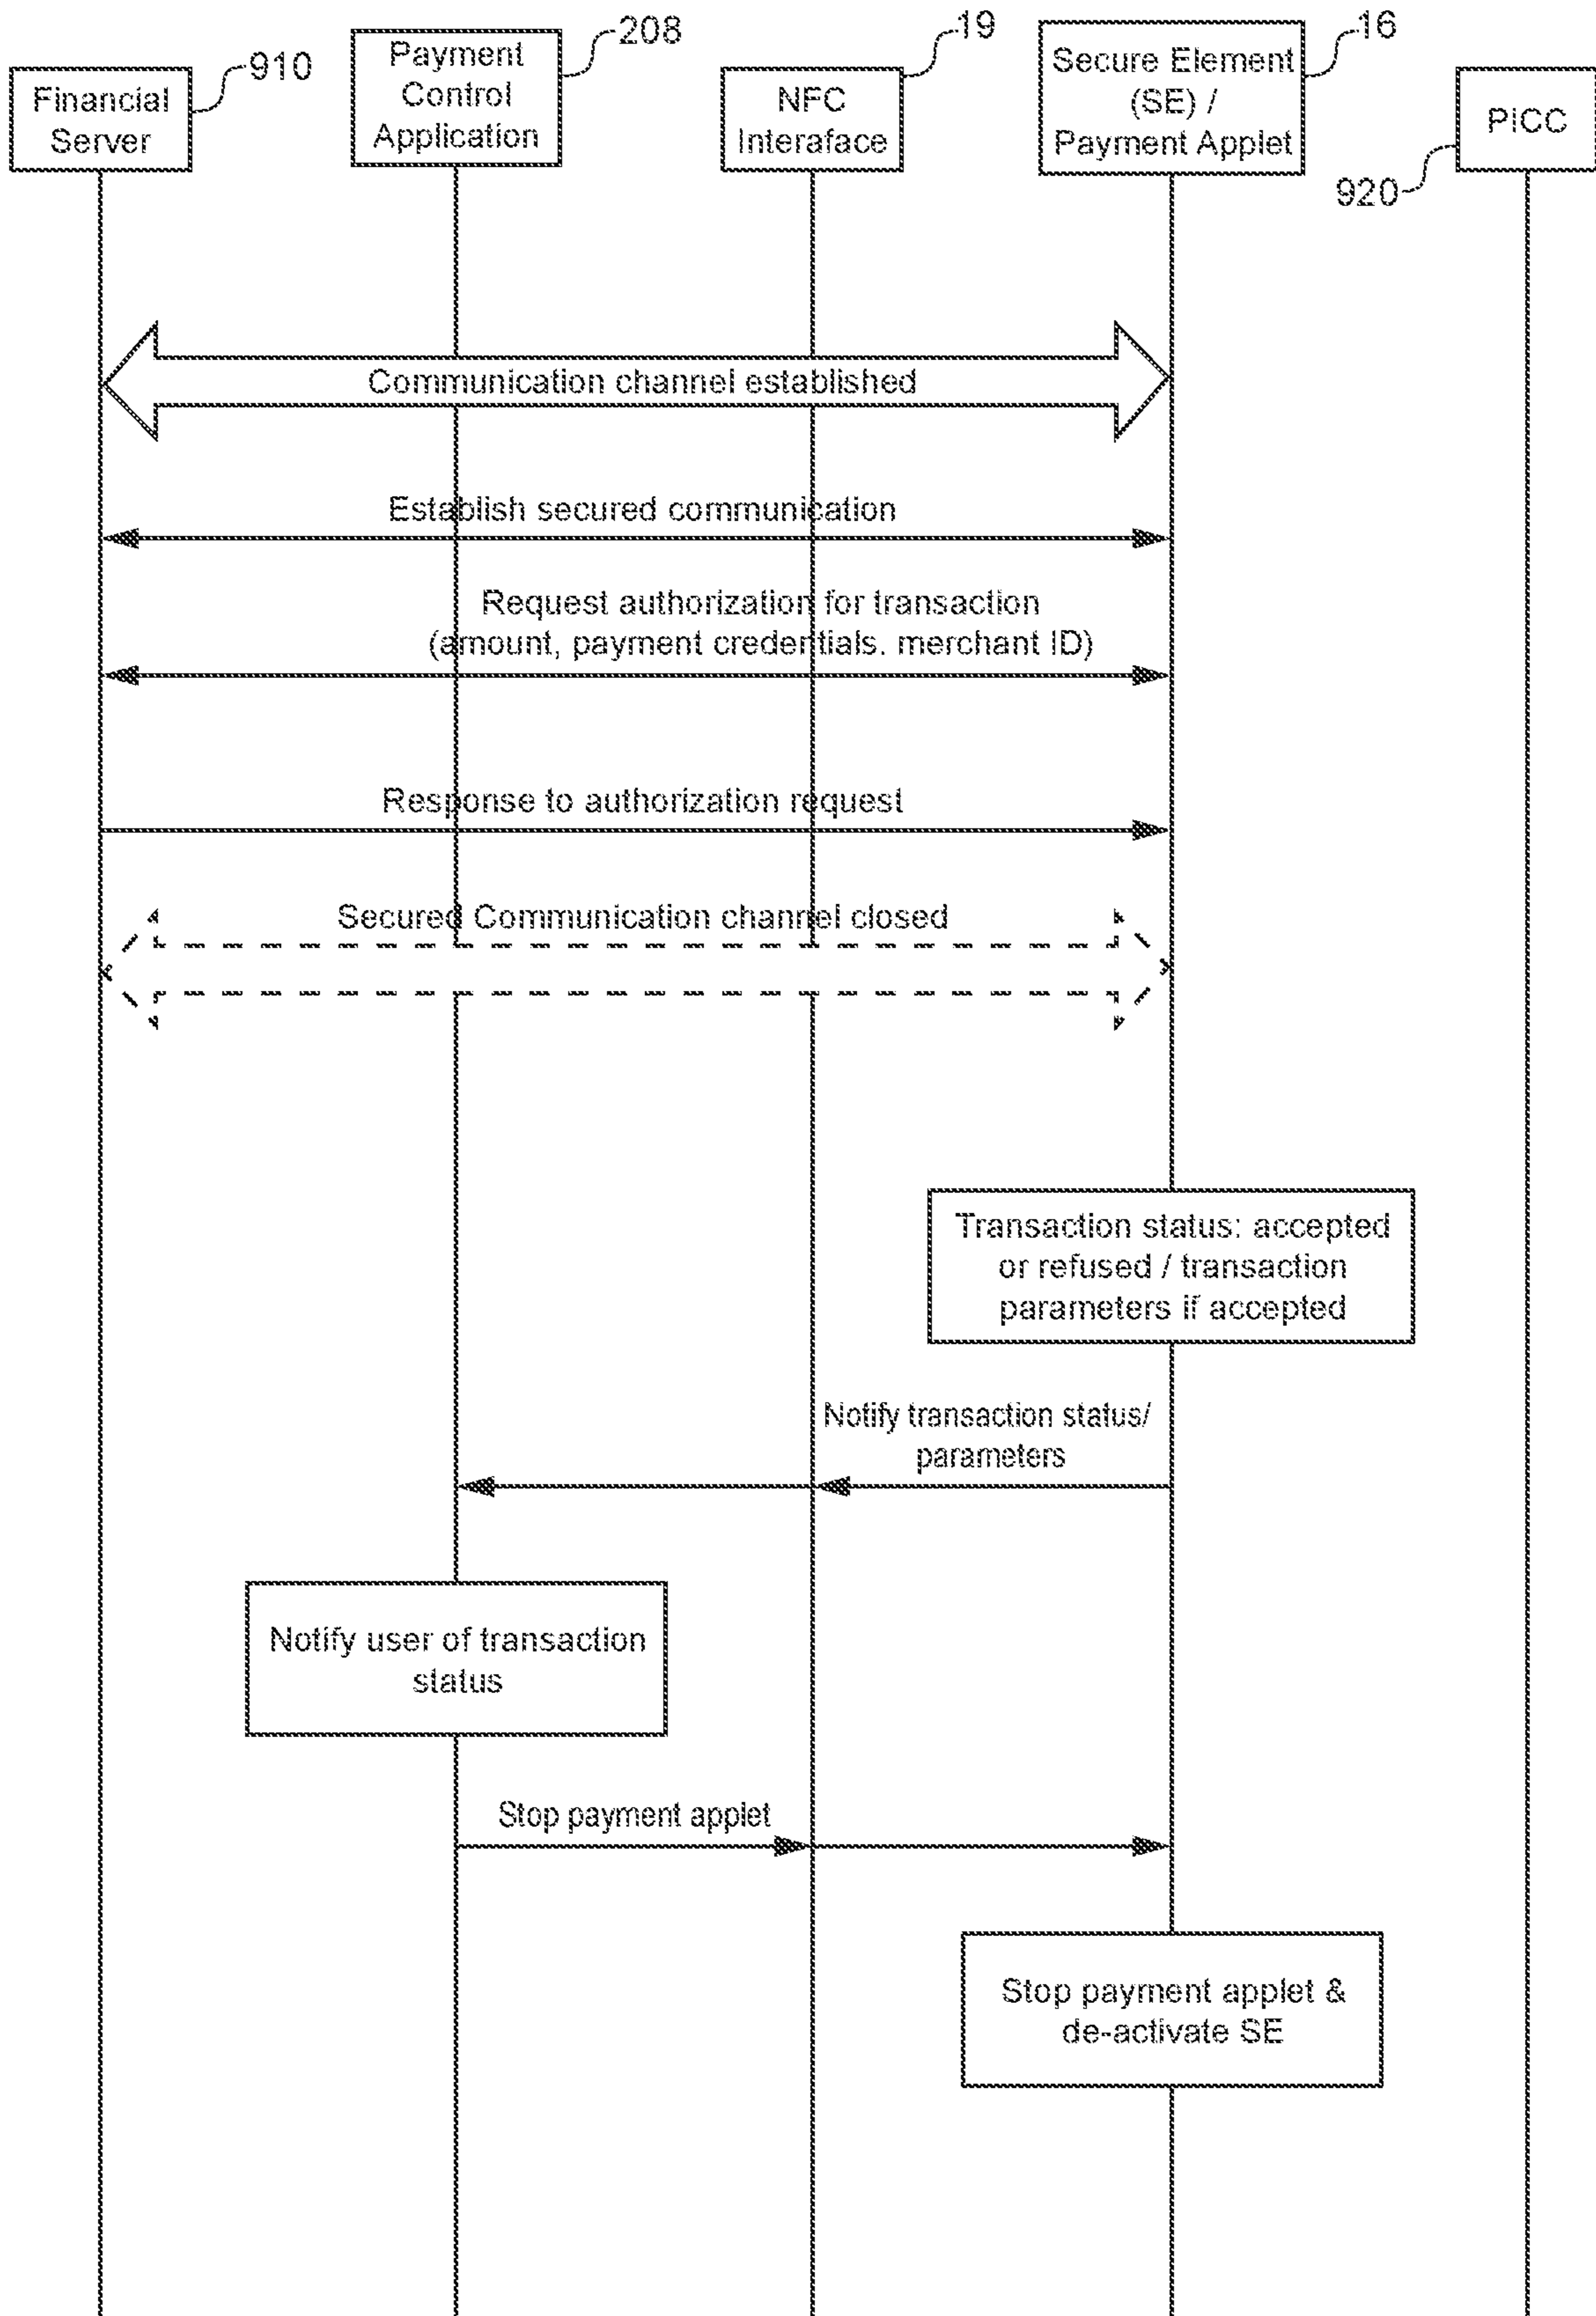 910
Financial
Server
208
Payment
Control
Application
19
NFC
Interaface
16
Secure Element
(SE) /
Payment Applet
PICC
920
Communication channel established
Establish secured communication
Request authorization for transaction
(amount, payment credentials. merchant ID)
Response to authorization request
Secured Communication channel closed
Transaction status: accepted
or refused / transaction
parameters if accepted
Notify transaction status/
parameters
Notify user of transaction
status
Stop payment applet
Stop payment applet &
de-activate SE